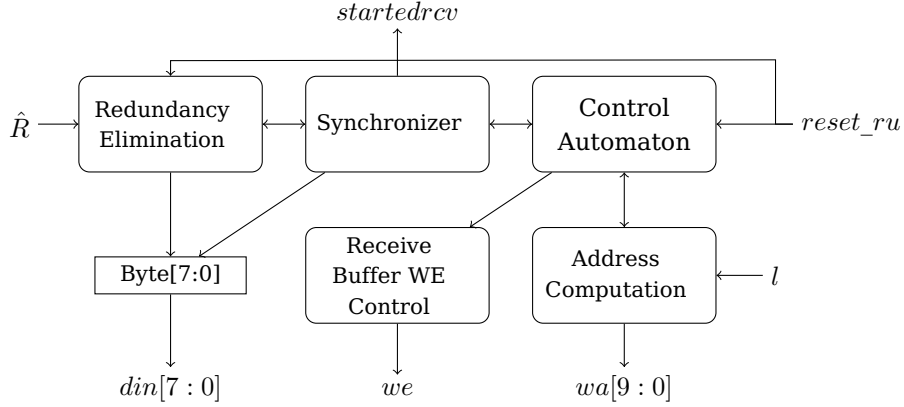 startedrcv
R̂
Redundancy
Elimination
Synchronizer
Control
Automaton
reset_ru
Byte[7:0]
Receive
Buffer WE
Control
Address
Computation
l
din[7 : 0]
we
wa[9 : 0]